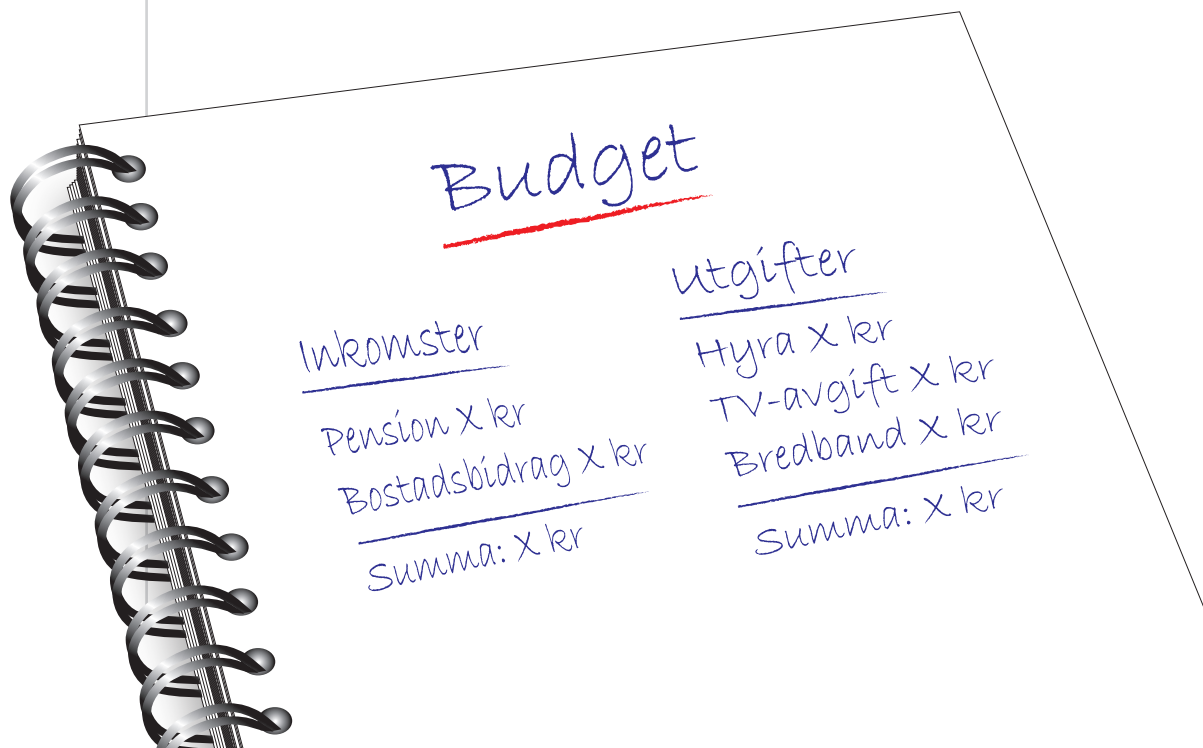 Budget
Inkomster
Pension X kr
Bostadsbidrag X kr
Summa: X kr
Utgifter
Hyra X kr
TV-avgift X kr
Bredband X kr
Summa: X kr